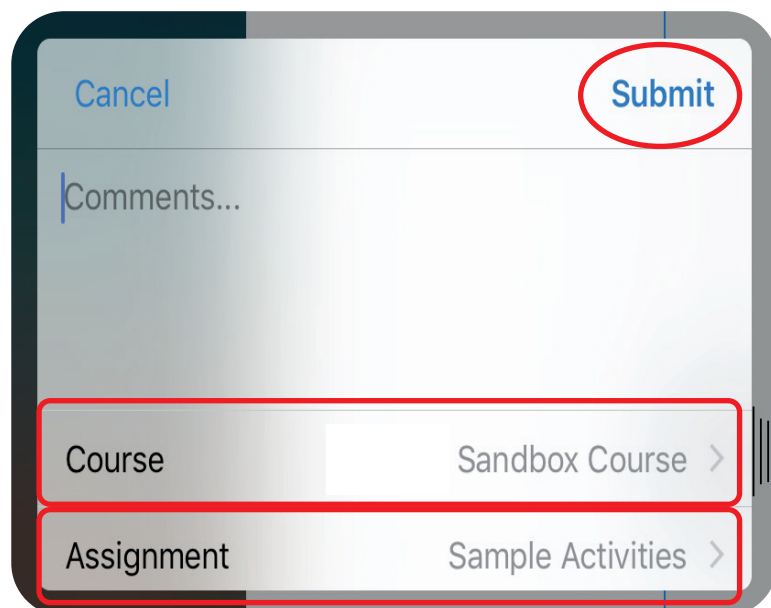 Cancel Submit
Comments...
Course Sandbox Course >
Assignment Sample Activities >